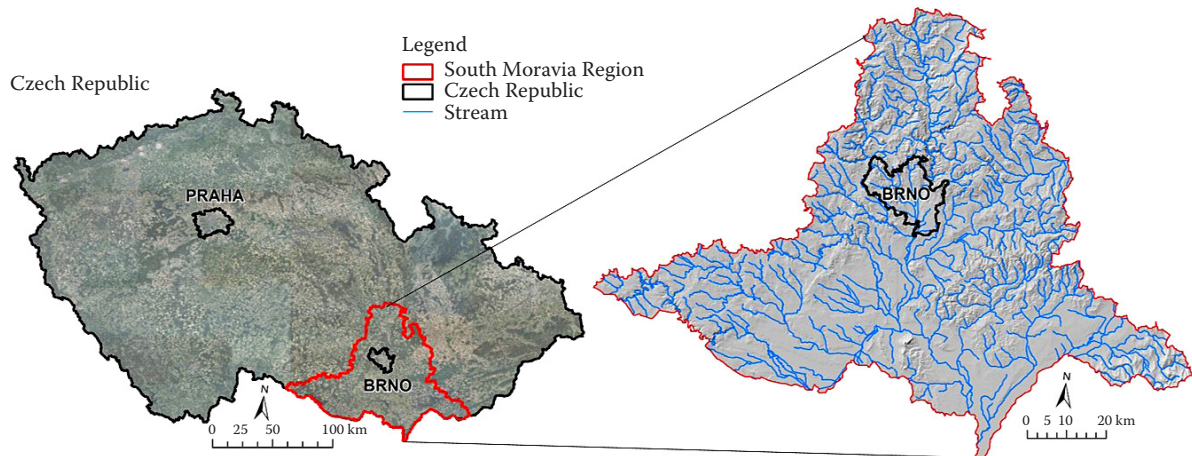 Czech Republic
Legend
South Moravia Region
Czech Republic
Stream
PRAHA
BRNO
N
0 25 50 100 km
BRNO
N
0 5 10 20 km